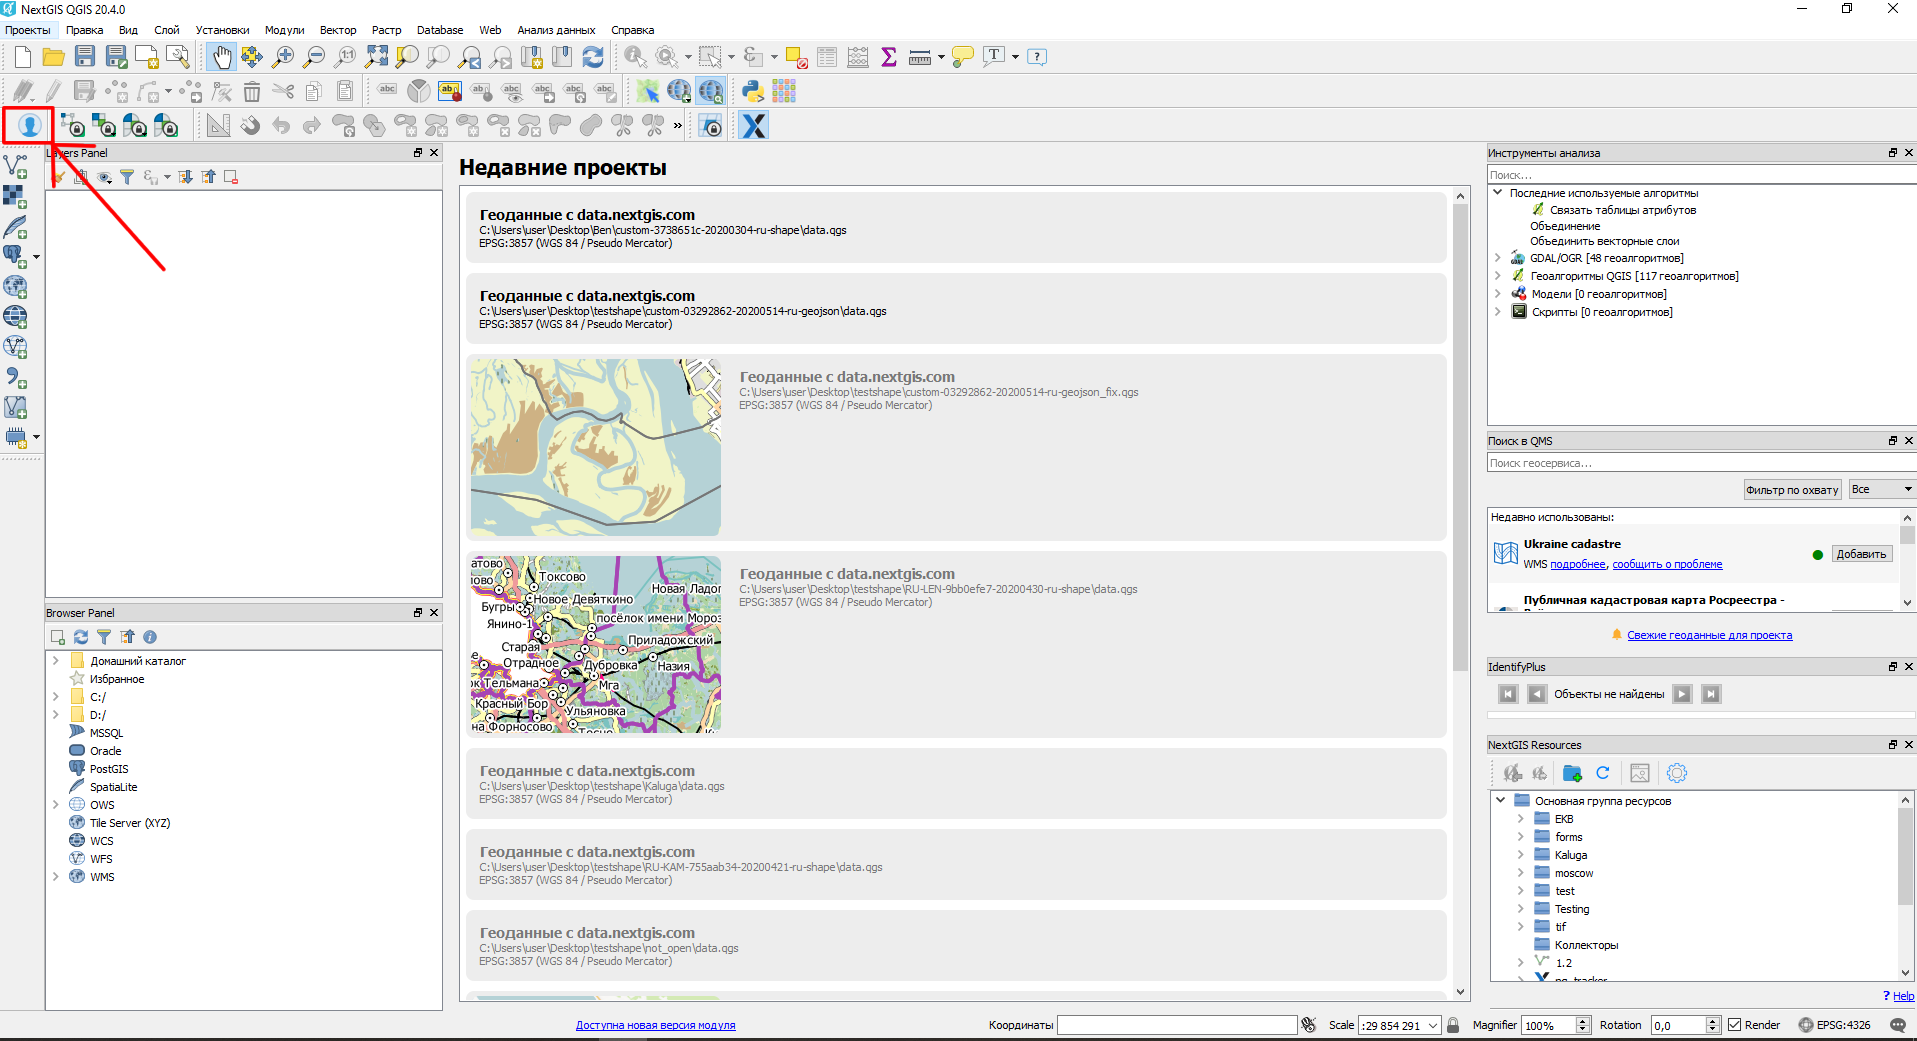 NextGIS QGIS 20.4.0
Проекты Правка Вид Слой Установки Модули Вектор Растр Database Web Анализ данных Справка
Layers Panel
Недавние проекты
Геоданные с data.nextgis.com
C:\Users\user\Desktop\Ben\custom-3738651c-20200304-ru-shape\data.qgs
EPSG:3857 (WGS 84 / Pseudo Mercator)
Геоданные с data.nextgis.com
C:\Users\user\Desktop\testshape\custom-03292862-20200514-ru-geojson\data.qgs
EPSG:3857 (WGS 84 / Pseudo Mercator)
Геоданные с data.nextgis.com
C:\Users\user\Desktop\testshape\custom-03292862-20200514-ru-geojson_fix.qgs
EPSG:3857 (WGS 84 / Pseudo Mercator)
атово
Токсово
лово
Новая Ладог
Новое Девяткино
Бугры
посёлок имени Мороз
Янино-1
Приладожский
Старая
Отрадное
Дубровка
Назия
ок Тельмана
Мга
Красный Бор
Ульяновка
на Форносово
Тосно
Геоданные с data.nextgis.com
C:\Users\user\Desktop\testshape\RU-LEN-9bb0efe7-20200430-ru-shape\data.qgs
EPSG:3857 (WGS 84 / Pseudo Mercator)
Геоданные с data.nextgis.com
C:\Users\user\Desktop\testshape\Kaluga\data.qgs
EPSG:3857 (WGS 84 / Pseudo Mercator)
Геоданные с data.nextgis.com
C:\Users\user\Desktop\testshape\RU-KAM-755aab34-20200421-ru-shape\data.qgs
EPSG:3857 (WGS 84 / Pseudo Mercator)
Геоданные с data.nextgis.com
C:\Users\user\Desktop\testshape\not_open\data.qgs
EPSG:3857 (WGS 84 / Pseudo Mercator)
Browser Panel
Домашний каталог
Избранное
C:/
D:/
MSSQL
Oracle
PostGIS
SpatiaLite
OWS
Tile Server (XYZ)
WCS
WFS
WMS
Инструменты анализа
Поиск...
Последние используемые алгоритмы
Связать таблицы атрибутов
Объединение
Объединить векторные слои
GDAL/OGR [48 геоалгоритмов]
Геоалгоритмы QGIS [117 геоалгоритмов]
Модели [0 геоалгоритмов]
Скрипты [0 геоалгоритмов]
Поиск в QMS
Поиск геосервиса...
Фильтр по охвату Все
Недавно использованы:
Ukraine cadastre
WMS подробнее, сообщить о проблеме
Добавить
Публичная кадастровая карта Росреестра -
Свежие геоданные для проекта
IdentifyPlus
Объекты не найдены
NextGIS Resources
Основная группа ресурсов
EKB
forms
Kaluga
moscow
test
Testing
tif
Коллекторы
1.2
ng_tracker
? Help
Доступна новая версия модуля
Координаты Scale :29 854 291 Magnifier 100% Rotation 0,0 Render EPSG:4326